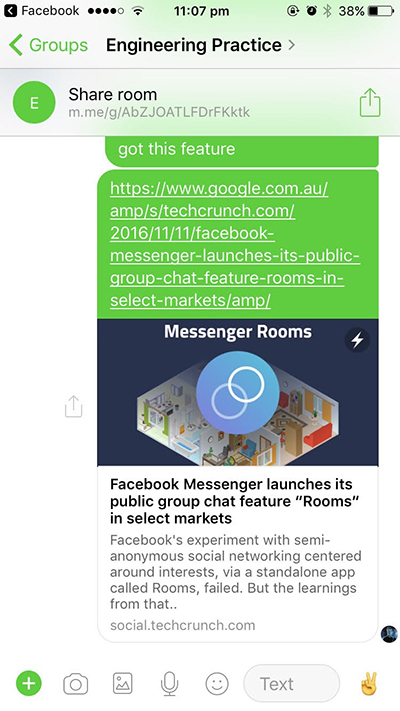 Facebook 11:07 pm 38%
Groups Engineering Practice
E
Share room
m.me/g/AbZJOATLFDrFKktk
got this feature
https://www.google.com.au/
amp/s/techcrunch.com/
2016/11/11/facebook-
messenger-launches-its-public-
group-chat-feature-rooms-in-
select-markets/amp/
Messenger Rooms
Facebook Messenger launches its
public group chat feature “Rooms”
in select markets
Facebook's experiment with semi-
anonymous social networking centered
around interests, via a standalone app
called Rooms, failed. But the learnings
from that..
social.techcrunch.com
Text